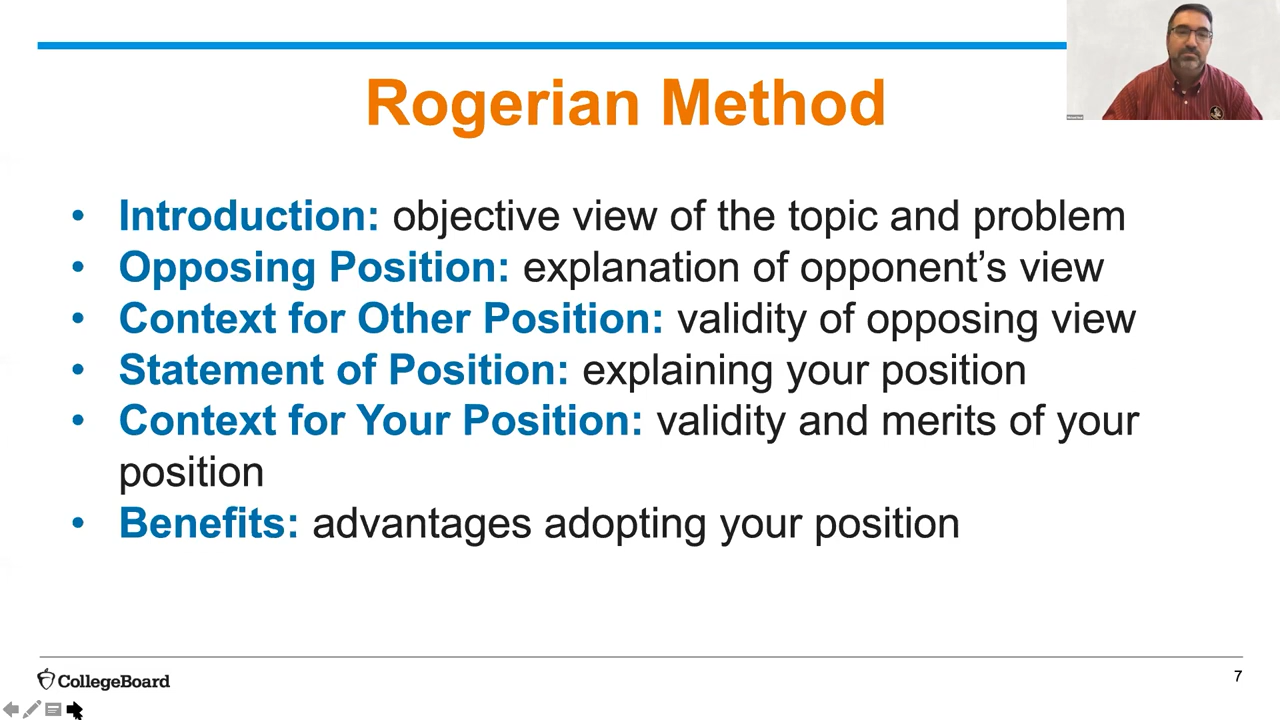 Rogerian Method
• Introduction: objective view of the topic and problem
• Opposing Position: explanation of opponent’s view
• Context for Other Position: validity of opposing view
• Statement of Position: explaining your position
• Context for Your Position: validity and merits of your
position
• Benefits: advantages adopting your position
CollegeBoard
7